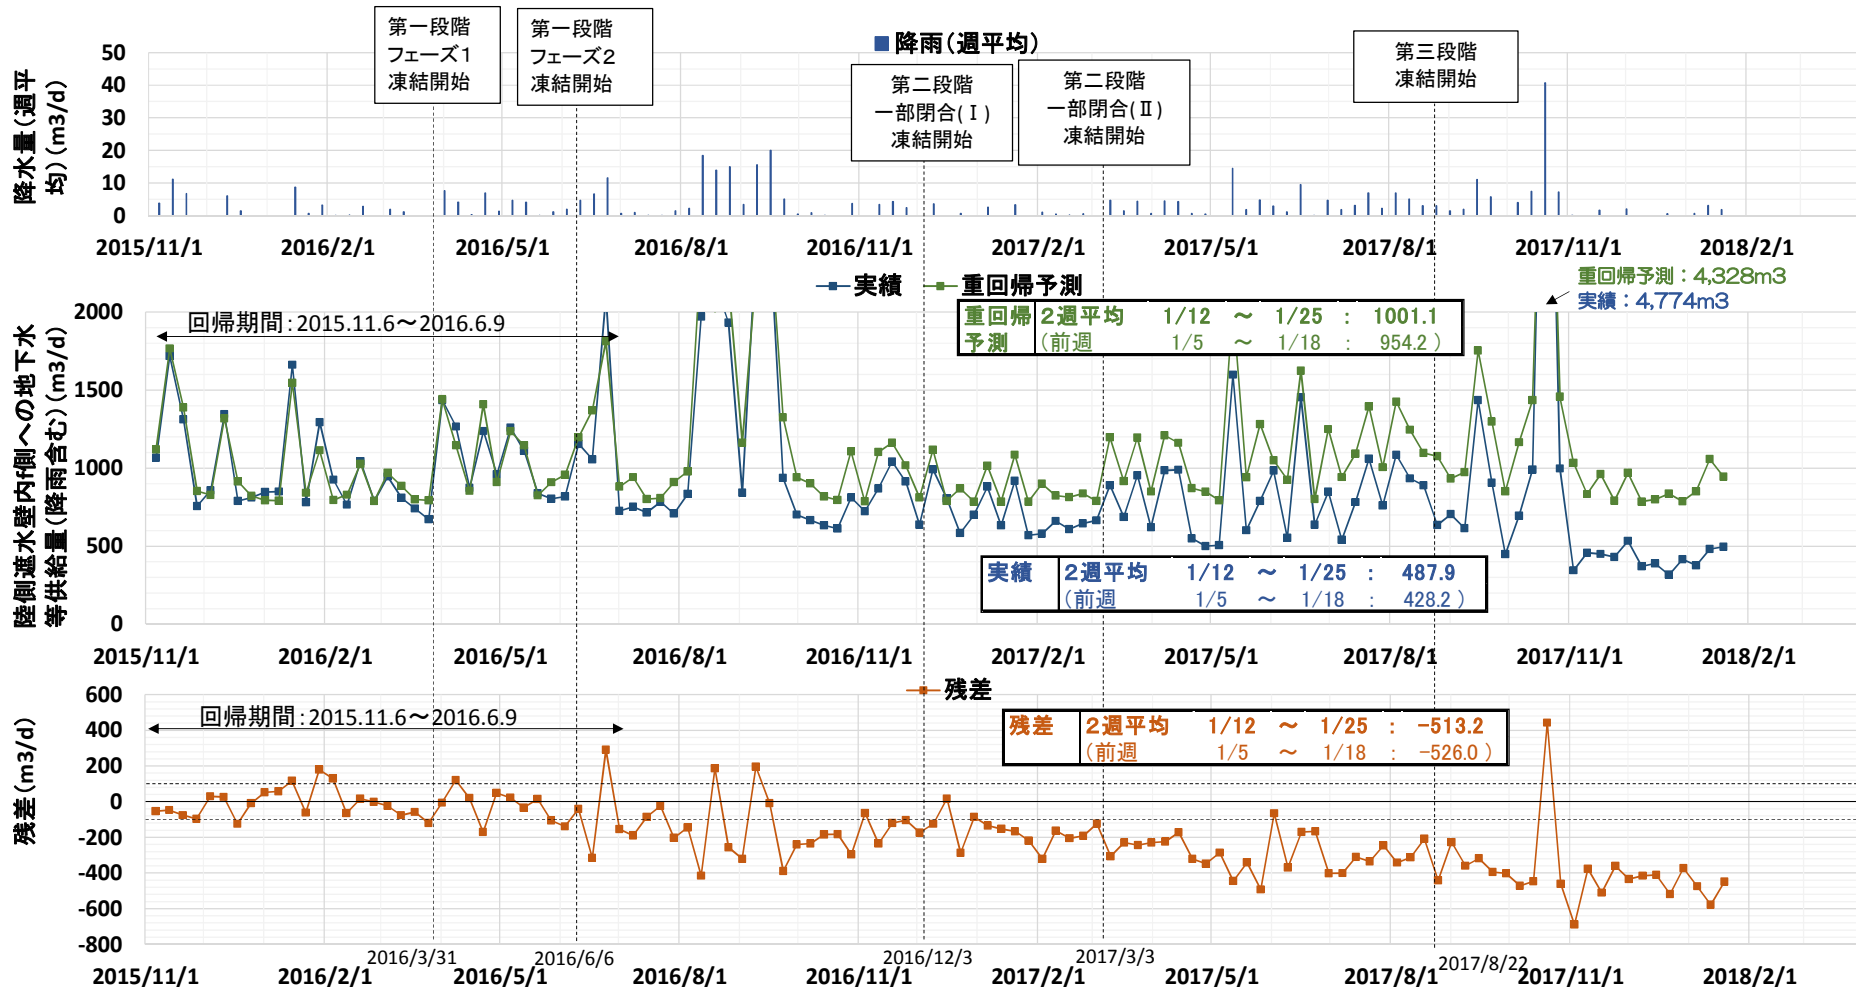 第一段階
フェーズ1
凍結開始
第一段階
フェーズ2
凍結開始
降雨(週平均)
第二段階
一部閉合(Ⅰ)
凍結開始
第二段階
一部閉合(Ⅱ)
凍結開始
第三段階
凍結開始
降水量(週平
均)(m3/d)
50
40
30
20
10
0
2015/11/1 2016/2/1 2016/5/1 2016/8/1 2016/11/1 2017/2/1 2017/5/1 2017/8/1 2017/11/1 2018/2/1
実績 重回帰予測
重回帰予測:4,328m3
実績:4,774m3
陸側遮水壁内側への地下水
等供給量(降雨含む)(m3/d)
2000
1500
1000
500
0
回帰期間:2015.11.6～2016.6.9
重回帰 2週平均 1/12 ～ 1/25 : 1001.1
予測 (前週 1/5 ～ 1/18 : 954.2 )
実績 2週平均 1/12 ～ 1/25 : 487.9
(前週 1/5 ～ 1/18 : 428.2 )
2015/11/1 2016/2/1 2016/5/1 2016/8/1 2016/11/1 2017/2/1 2017/5/1 2017/8/1 2017/11/1 2018/2/1
残差
残差(m3/d)
600
400
200
0
-200
-400
-600
-800
回帰期間:2015.11.6～2016.6.9
残差 2週平均 1/12 ～ 1/25 : -513.2
(前週 1/5 ～ 1/18 : -526.0 )
2016/3/31 2016/6/6 2016/12/3 2017/3/3 2017/8/22
2015/11/1 2016/2/1 2016/5/1 2016/8/1 2016/11/1 2017/2/1 2017/5/1 2017/8/1 2017/11/1 2018/2/1